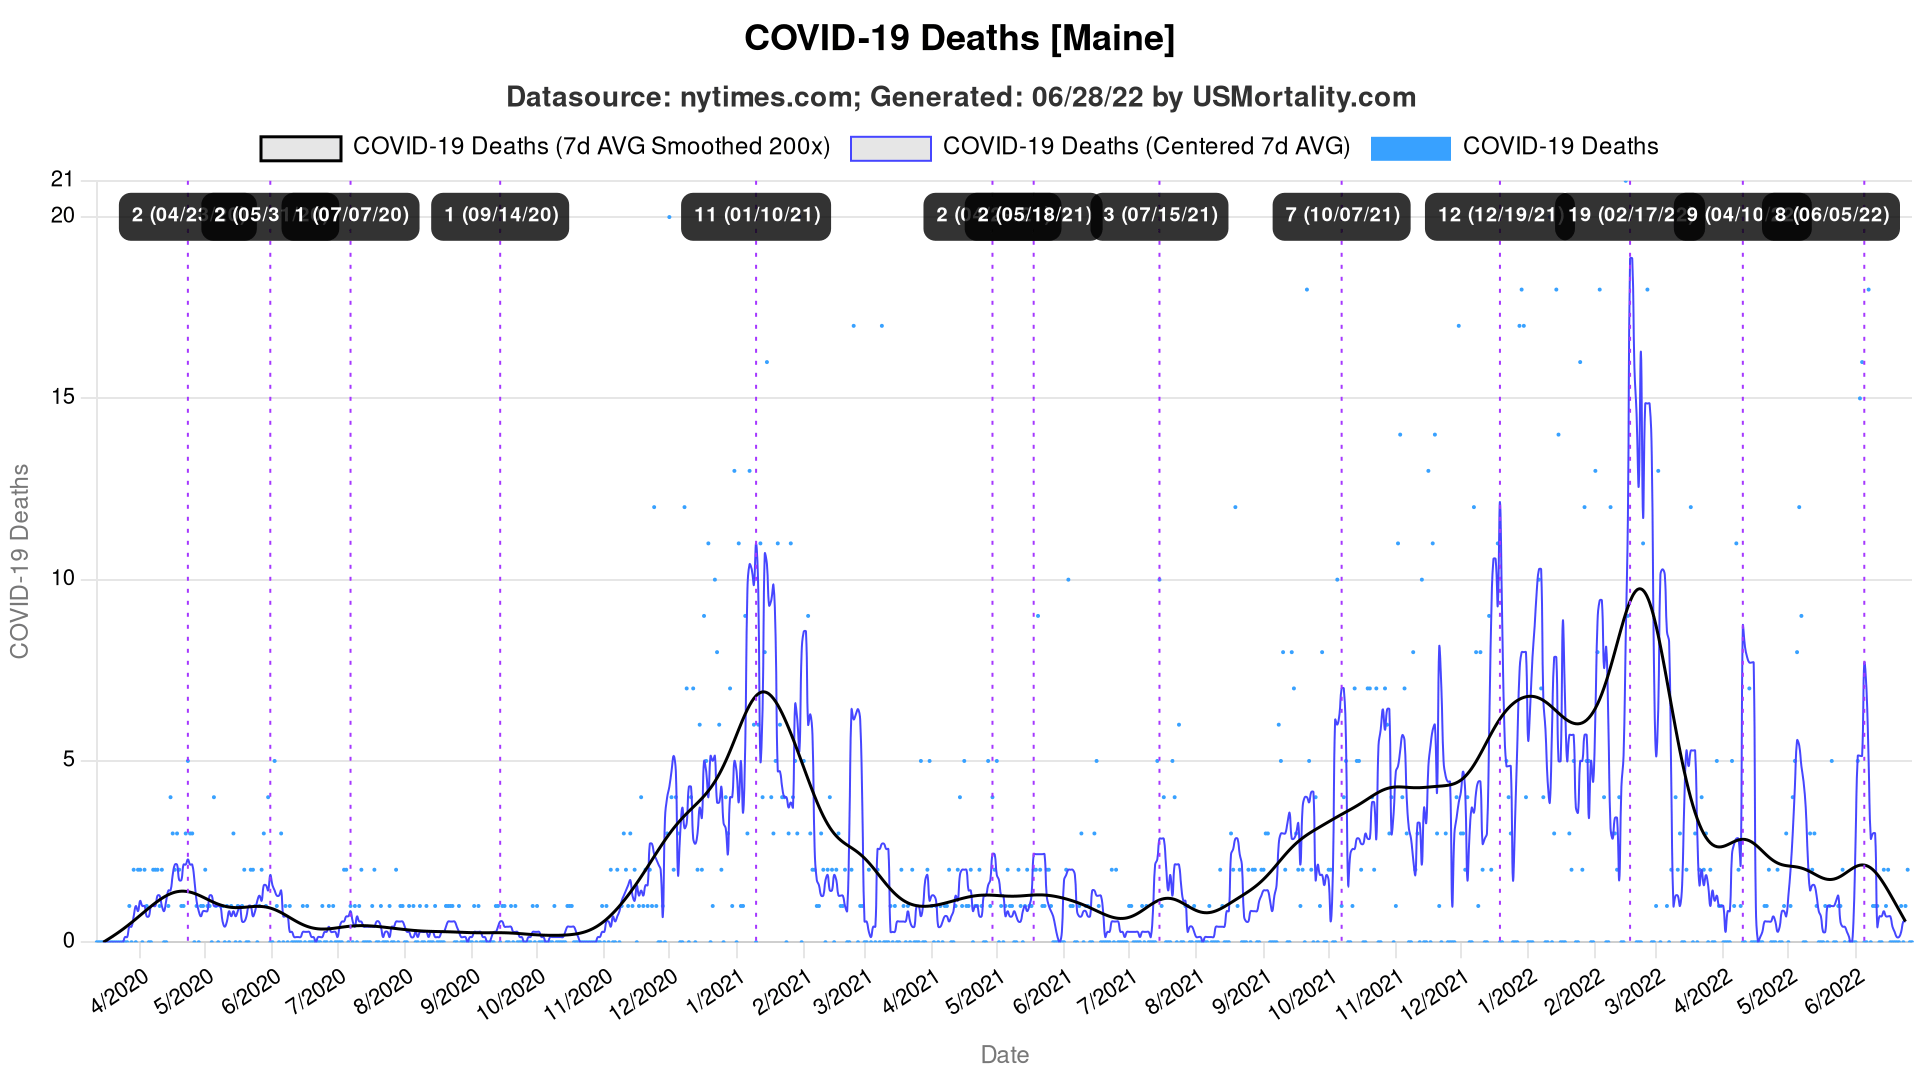 COVID-19 Deaths [Maine]
Datasource: nytimes.com; Generated: 06/28/22 by USMortality.com
COVID-19 Deaths (7d AVG Smoothed 200x) COVID-19 Deaths (Centered 7d AVG) COVID-19 Deaths
21
20
15
10
5
0
COVID-19 Deaths
2 (04/23 2 (05/3 1 (07/07/20) 1 (09/14/20) 11 (01/10/21) 2 (05/18/21) 3 (07/15/21) 7 (10/07/21) 12 (12/19/21) 19 (02/17/22 9 (04/10 8 (06/05/22)
4/2020 5/2020 6/2020 7/2020 8/2020 9/2020 10/2020 11/2020 12/2020 1/2021 2/2021 3/2021 4/2021 5/2021 6/2021 7/2021 8/2021 9/2021 10/2021 11/2021 12/2021 1/2022 2/2022 3/2022 4/2022 5/2022 6/2022
Date